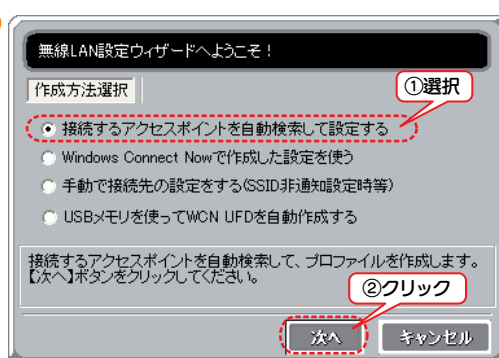 無線LAN設定ウィザードへようこそ！
作成方法選択
①選択
接続するアクセスポイントを自動検索して設定する
Windows Connect Nowで作成した設定を使う
手動で接続先の設定をする(SSID非通知設定時等)
USBメモリを使ってWCN UFDを自動作成する
接続するアクセスポイントを自動検索して、プロファイルを作成します。
【次へ】ボタンをクリックしてください。
②クリック
次へ
キャンセル